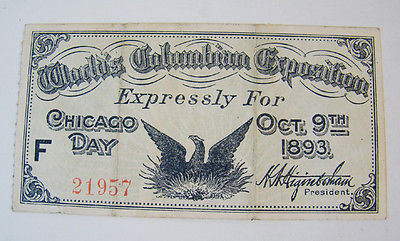 World's Columbian Exposition
Expressly For
CHICAGO DAY
OCT. 9TH 1893.
F
21957
H.N. Higinbotham
President.